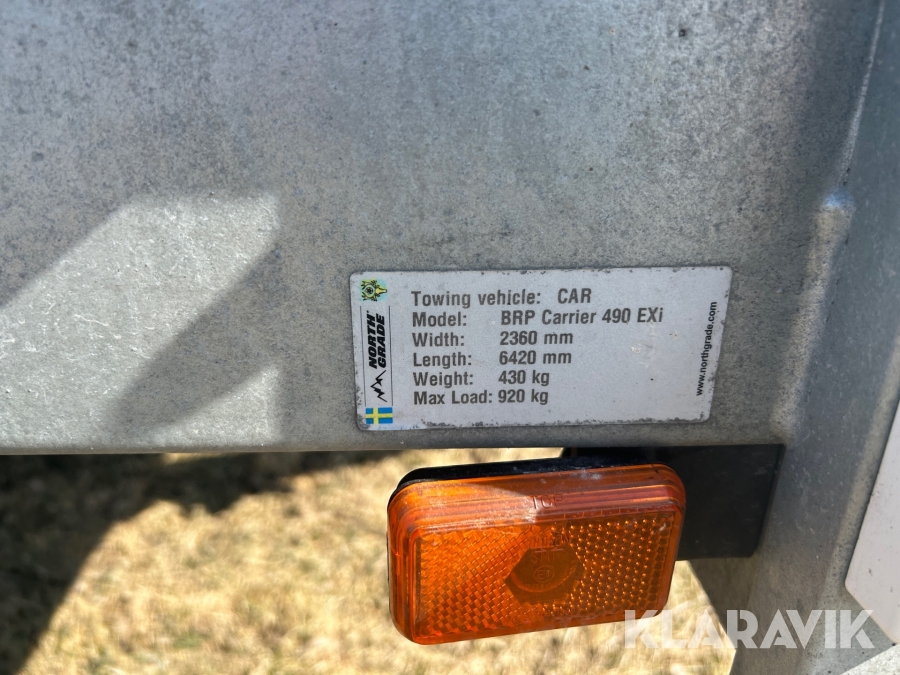 Towing vehicle: CAR
Model: BRP Carrier 490 EXi
Width: 2360 mm
Length: 6420 mm
Weight: 430 kg
Max Load: 920 kg
NORTH
GRADE
www.northgrade.com
KLARAVIK